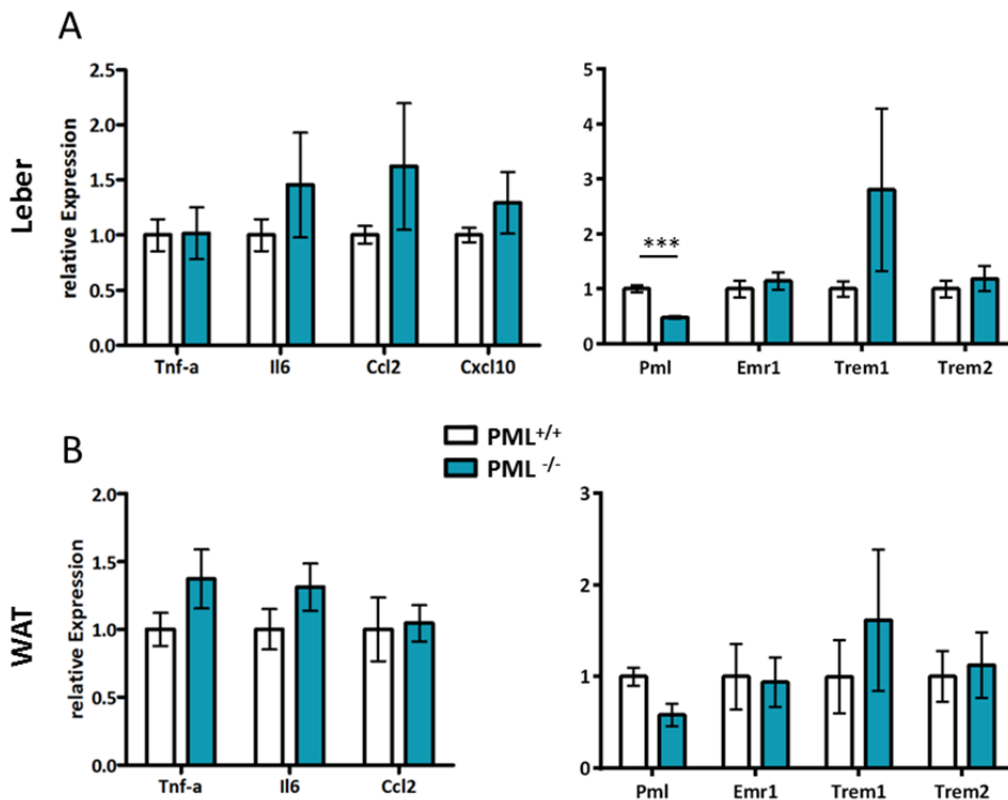 A
Leber
relative Expression
2.5
2.0
1.5
1.0
0.5
0.0
Tnf-a Il6 Ccl2 Cxcl10
5
4
3
2
1
0
***
Pml Emr1 Trem1 Trem2
PML+/+
PML -/-
B
WAT
relative Expression
2.0
1.5
1.0
0.5
0.0
Tnf-a Il6 Ccl2
3
2
1
0
Pml Emr1 Trem1 Trem2